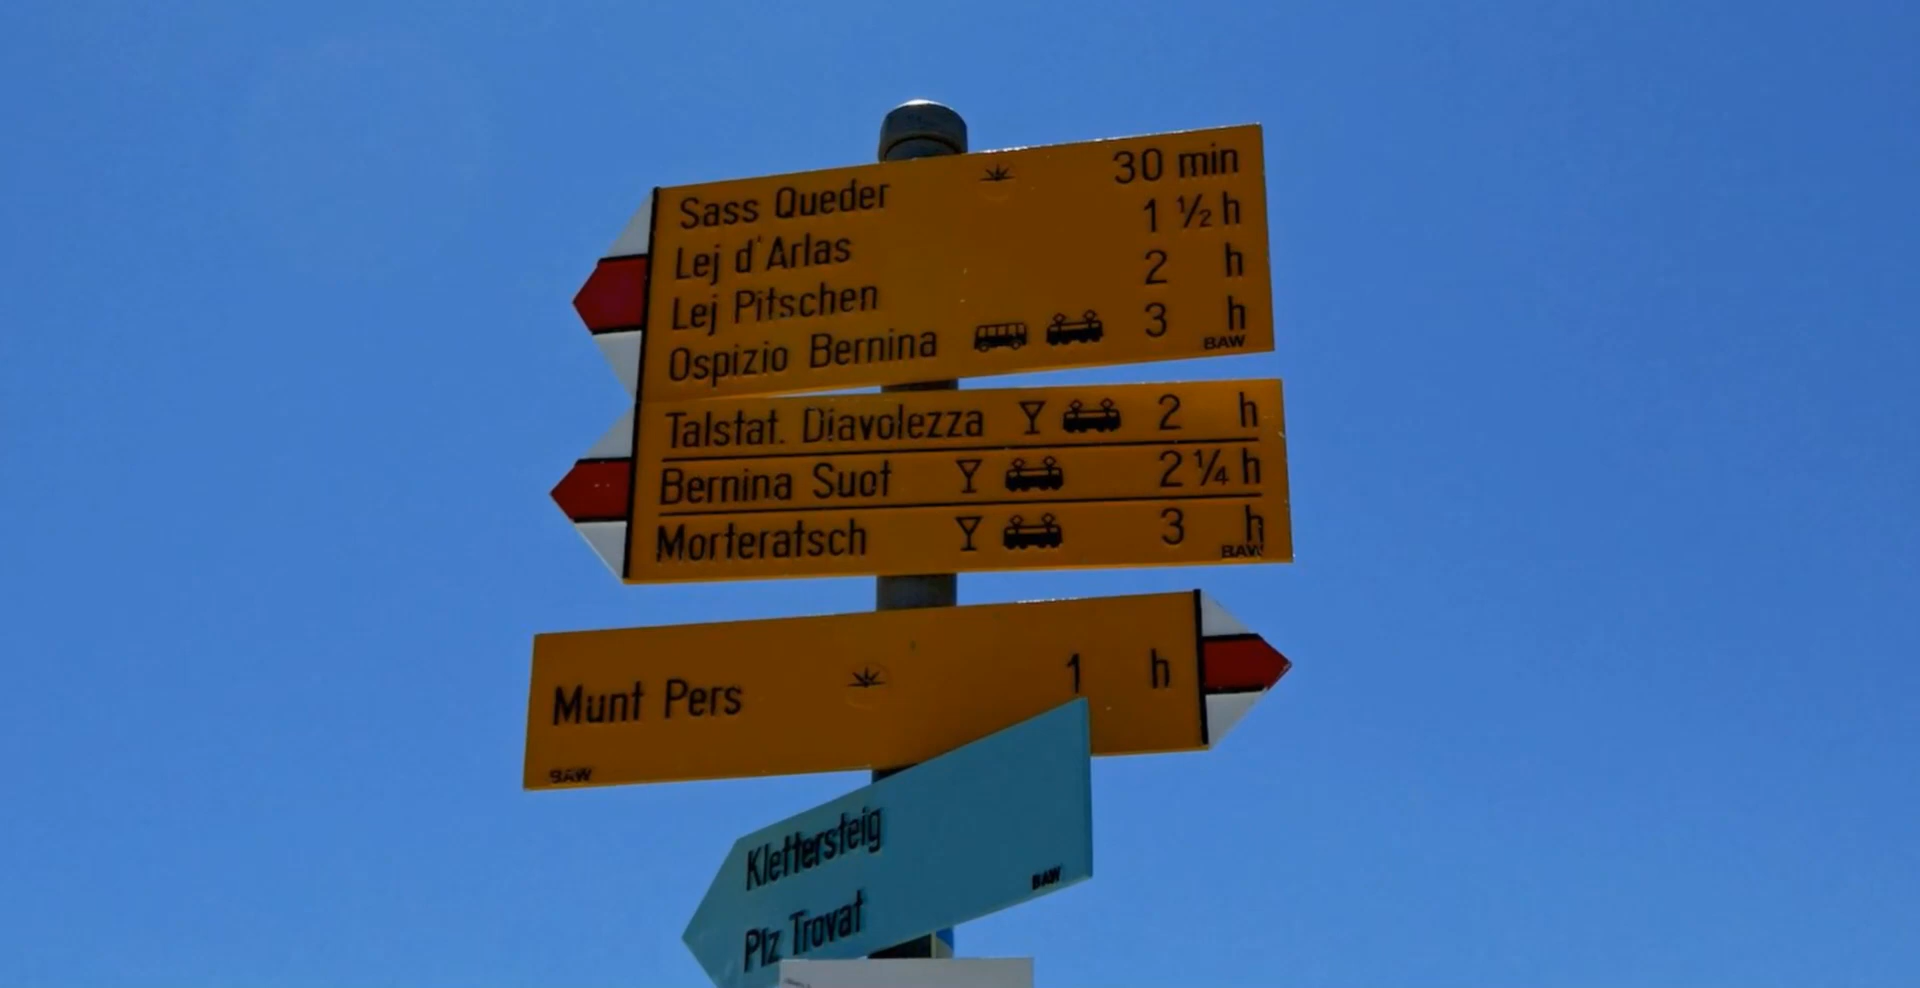 Sass Queder 30 min
Lej d'Arlas 1 ½ h
Lej Pitschen 2 h
Ospizio Bernina 3 h
BAW
Talstat. Diavolezza 2 h
Bernina Suot 2 ¼ h
Morteratsch 3 h
BAW
Munt Pers 1 h
BAW
Klettersteig
Piz Trovat
BAW